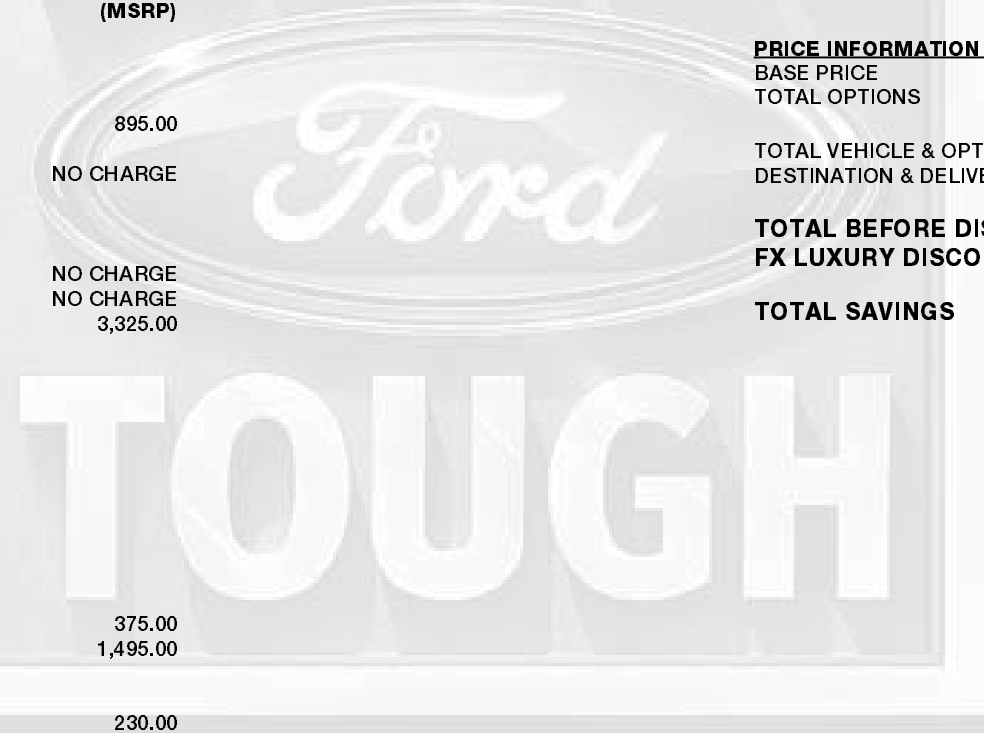 (MSRP)
895.00
NO CHARGE
NO CHARGE
NO CHARGE
3,325.00
375.00
1,495.00
230.00
PRICE INFORMATION
BASE PRICE
TOTAL OPTIONS
TOTAL VEHICLE & OPT
DESTINATION & DELIVE
TOTAL BEFORE DIS
FX LUXURY DISCO
TOTAL SAVINGS
Ford
TOUGH